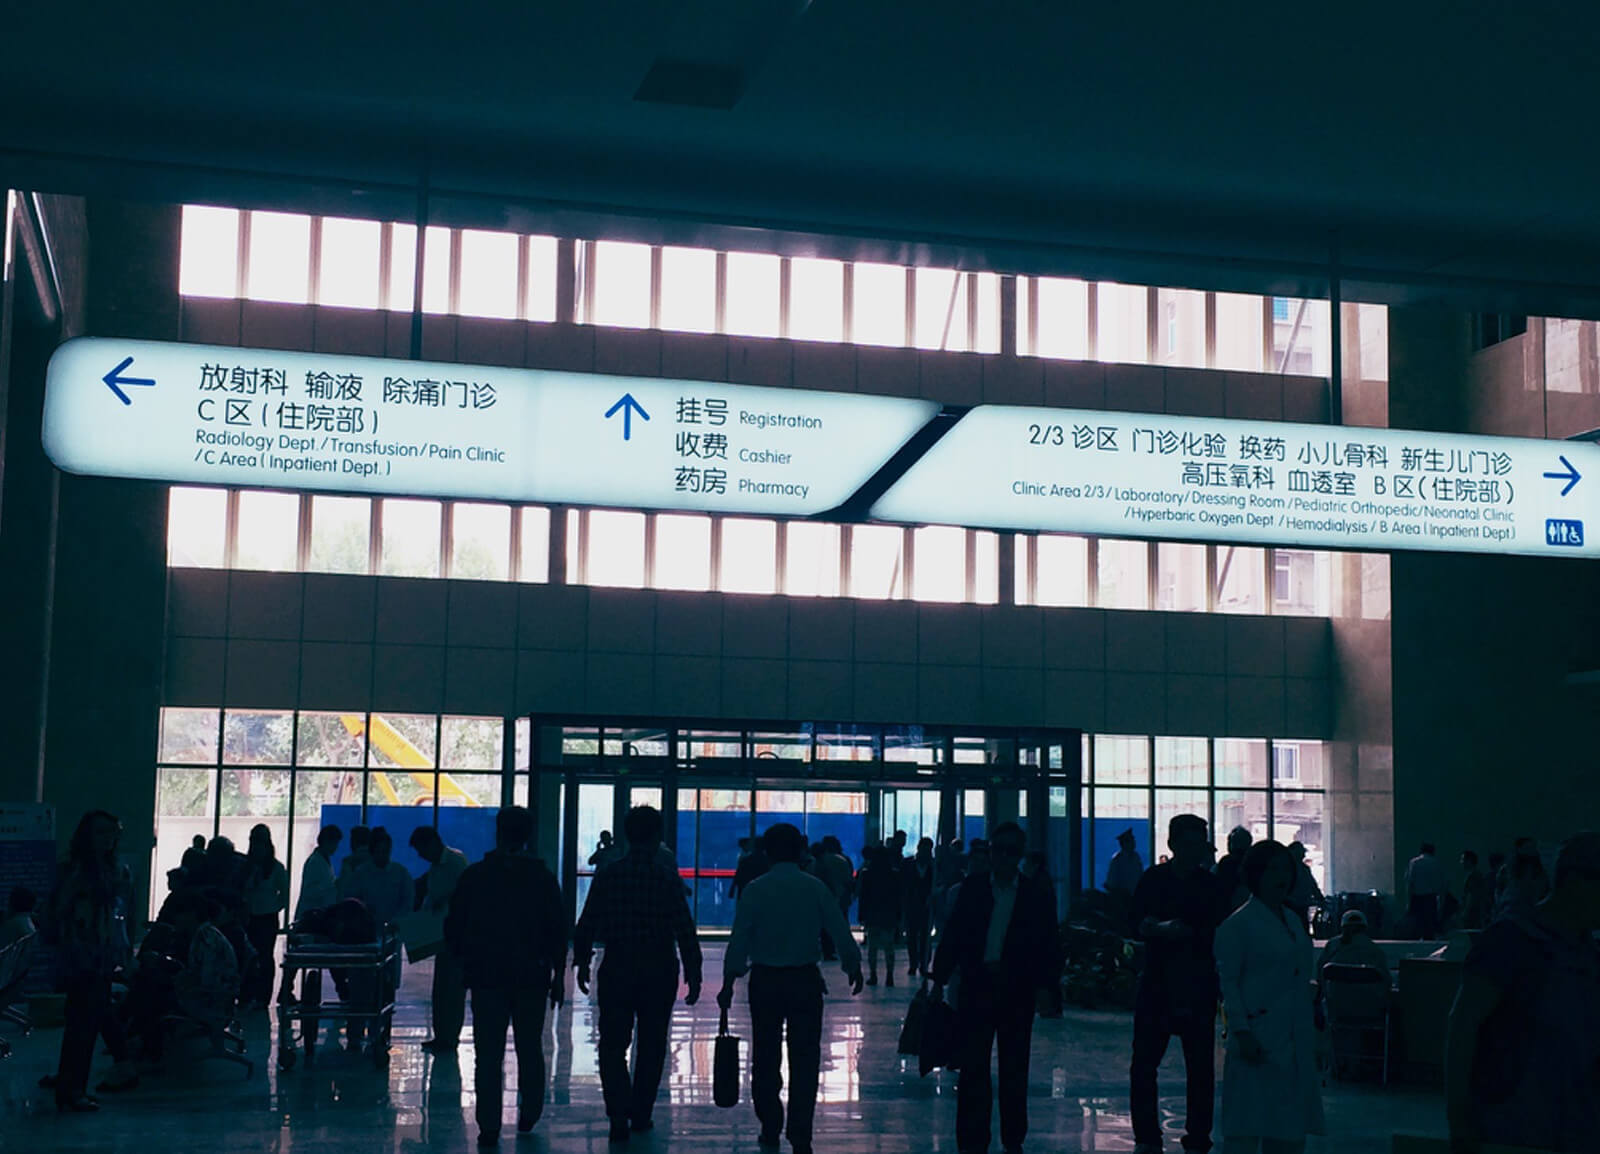 放射科 输液 除痛门诊
C 区 ( 住院部 )
Radiology Dept./Transfusion/Pain Clinic
/C Area ( Inpatient Dept. )
挂号 Registration
收费 Cashier
药房 Pharmacy
2/3 诊区 门诊化验 换药 小儿骨科 新生儿门诊
高压氧科 血透室 B 区 ( 住院部 )
Clinic Area 2/3/ Laboratory/Dressing Room/Pediatric Orthopedic/Neonatal Clinic
/Hyperbaric Oxygen Dept./Hemodialysis / B Area ( Inpatient Dept)